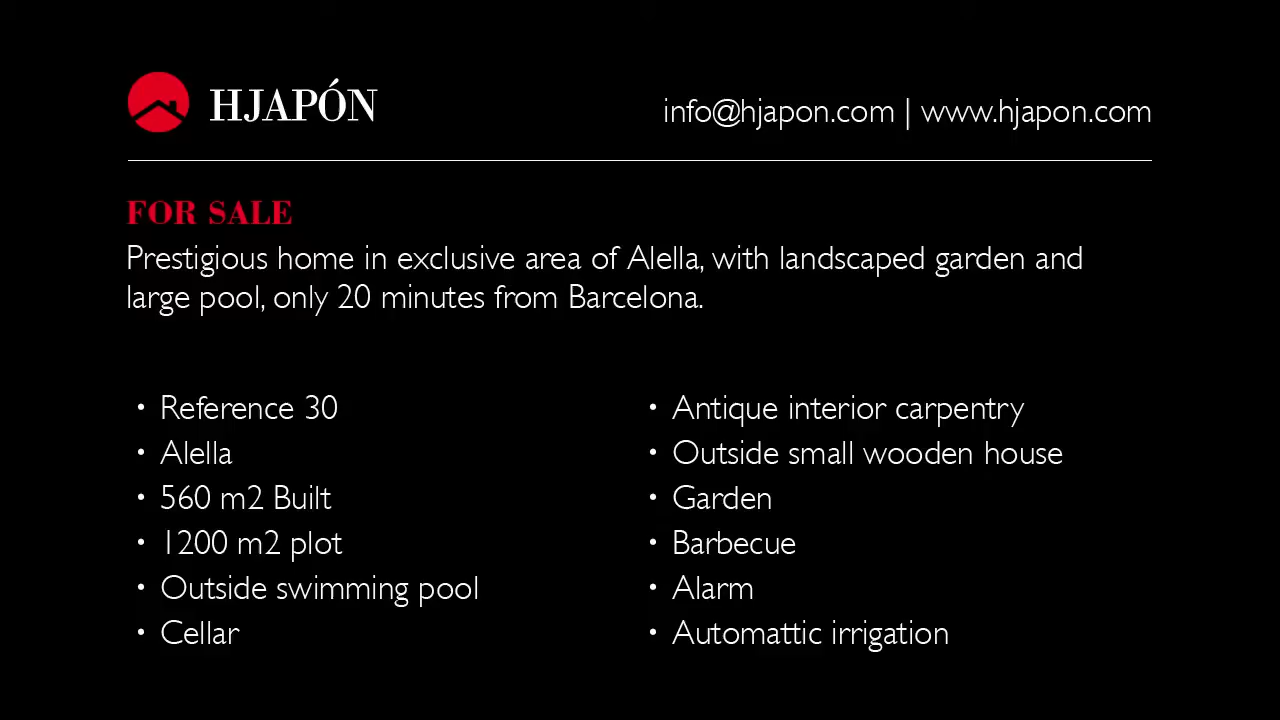 HJAPÓN
info@hjapon.com | www.hjapon.com
FOR SALE
Prestigious home in exclusive area of Alella, with landscaped garden and
large pool, only 20 minutes from Barcelona.
• Reference 30
• Alella
• 560 m2 Built
• 1200 m2 plot
• Outside swimming pool
• Cellar
• Antique interior carpentry
• Outside small wooden house
• Garden
• Barbecue
• Alarm
• Automattic irrigation